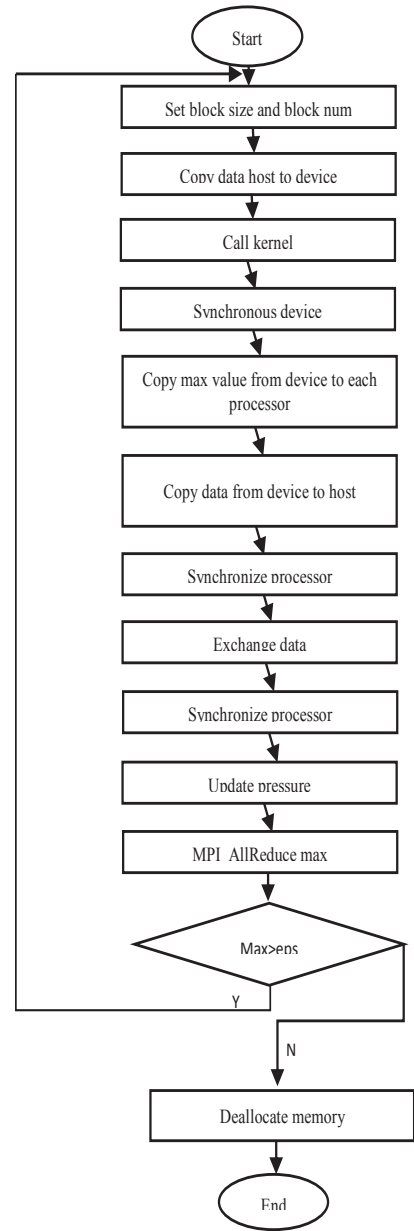 Start
Set block size and block num
Copy data host to device
Call kernel
Synchronous device
Copy max value from device to each
processor
Copy data from device to host
Synchronize processor
Exchange data
Synchronize processor
Update pressure
MPI_AllReduce max
Max>eps
Y
N
Deallocate memory
End